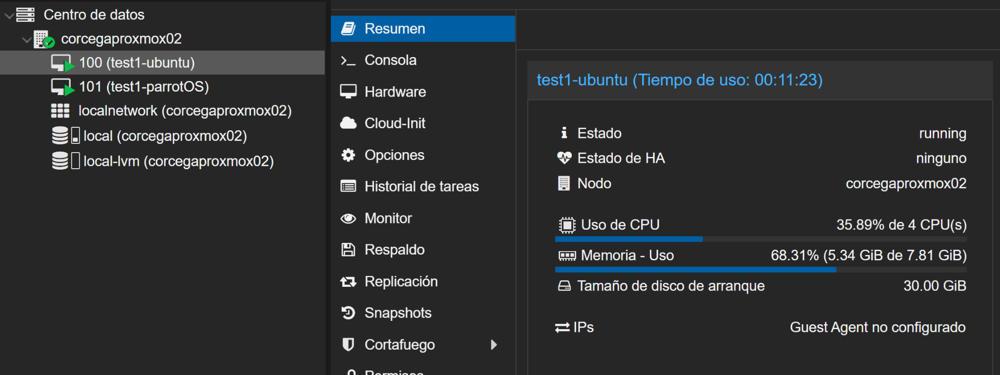 Centro de datos
corcegaproxmox02
100 (test1-ubuntu)
101 (test1-parrotOS)
localnetwork (corcegaproxmox02)
local (corcegaproxmox02)
local-lvm (corcegaproxmox02)
Resumen
Consola
Hardware
Cloud-Init
Opciones
Historial de tareas
Monitor
Respaldo
Replicación
Snapshots
Cortafuego
Permisos
test1-ubuntu (Tiempo de uso: 00:11:23)
Estado running
Estado de HA ninguno
Nodo corcegaproxmox02
Uso de CPU 35.89% de 4 CPU(s)
Memoria - Uso 68.31% (5.34 GiB de 7.81 GiB)
Tamaño de disco de arranque 30.00 GiB
IPs Guest Agent no configurado